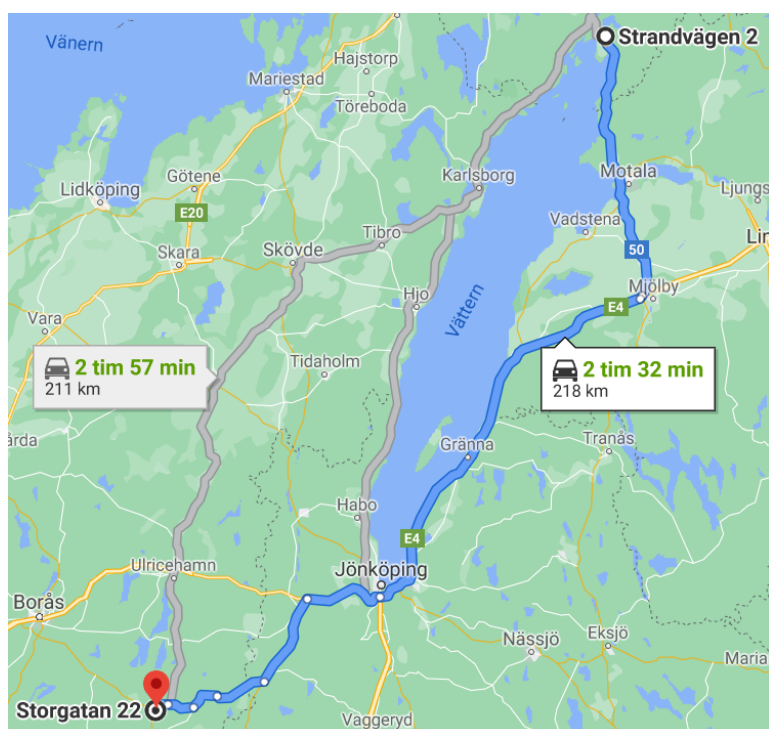 Strandvägen 2
Vänern
Hajstorp
Mariestad
Töreboda
Karlsborg
Motala
Ljungs
Götene
Lidköping
E20
Vadstena
Tibro
Lin
Skara
Skövde
50
Mjölby
Hjo
E4
Vättern
Vara
2 tim 57 min
211 km
Tidaholm
2 tim 32 min
218 km
årda
Gränna
Tranås
Habo
E4
Ulricehamn
Jönköping
Borås
Nässjö
Eksjö
Maria
Storgatan 22
Vaggeryd